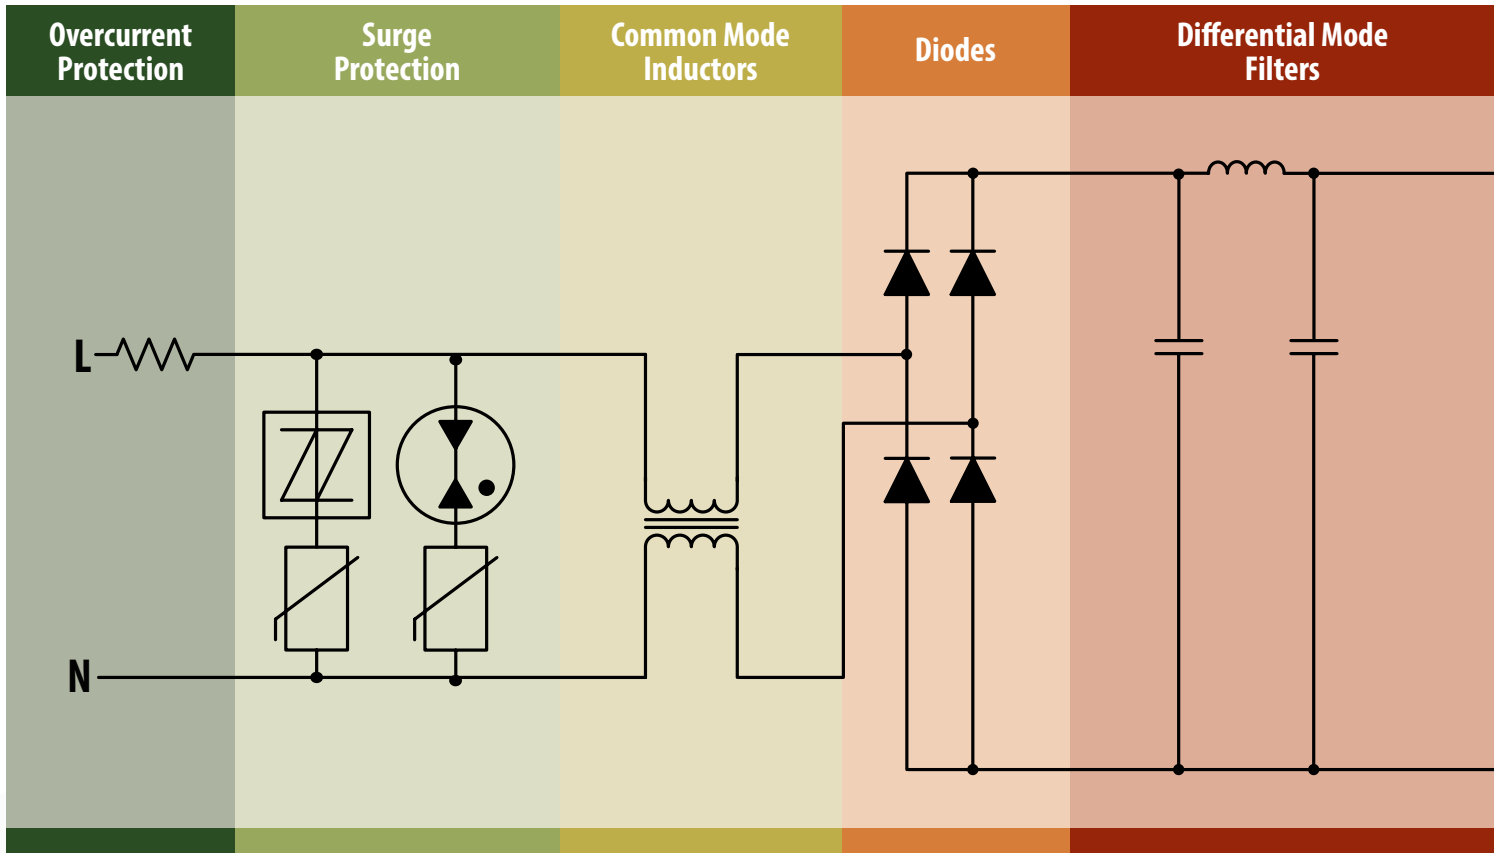 Overcurrent
Protection
Surge
Protection
Common Mode
Inductors
Diodes
Differential Mode
Filters
L
N